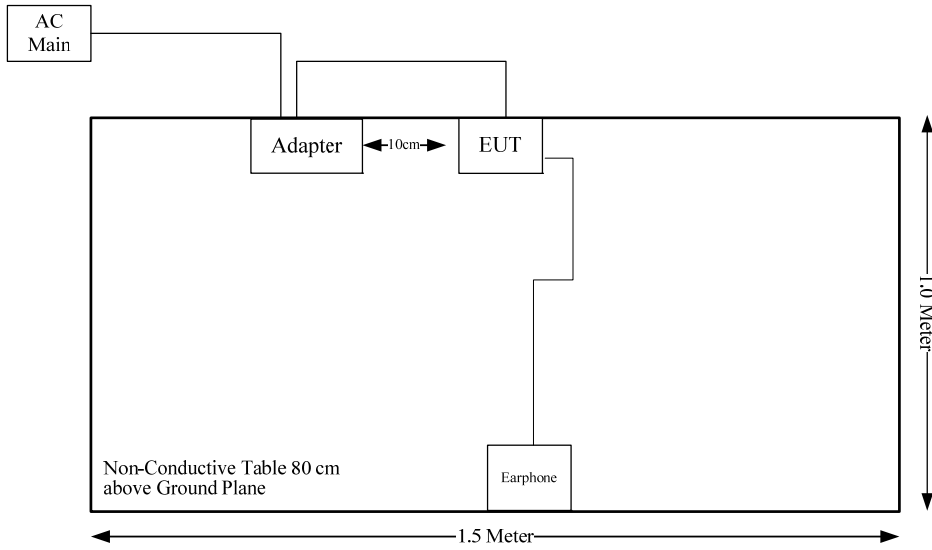 AC
Main
Adapter
10cm
EUT
1.0 Meter
Earphone
Non-Conductive Table 80 cm
above Ground Plane
1.5 Meter